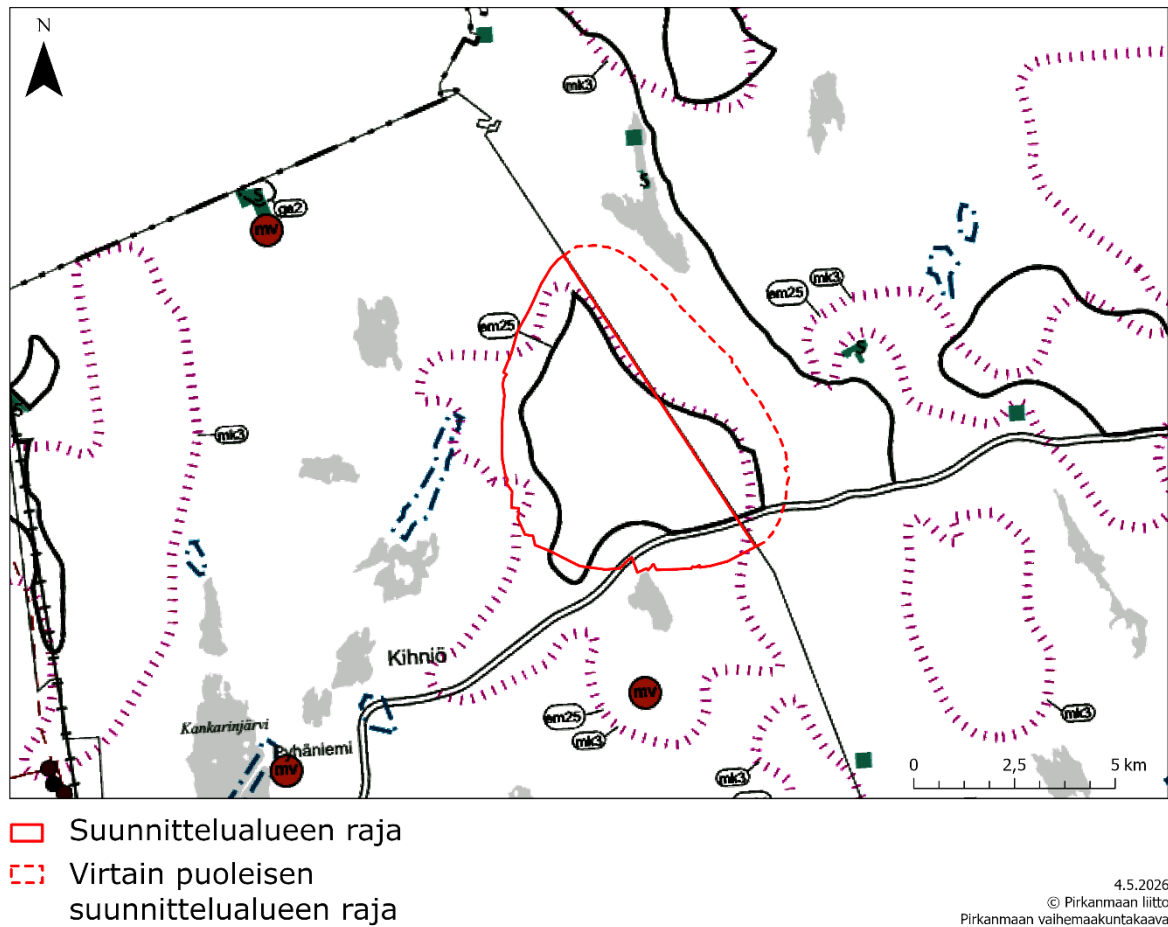 N
mk3
S
S
ge2
mv
em25
em25
mk3
S
S
mk3
Kihniö
mv
em25
mk3
mk3
Kankarinjärvi
Pyhäniemi
mv
mk3
0 2,5 5 km
Suunnittelualueen raja
Virtain puoleisen
suunnittelualueen raja
4.5.2026
© Pirkanmaan liitto
Pirkanmaan vaihemaakuntakaava